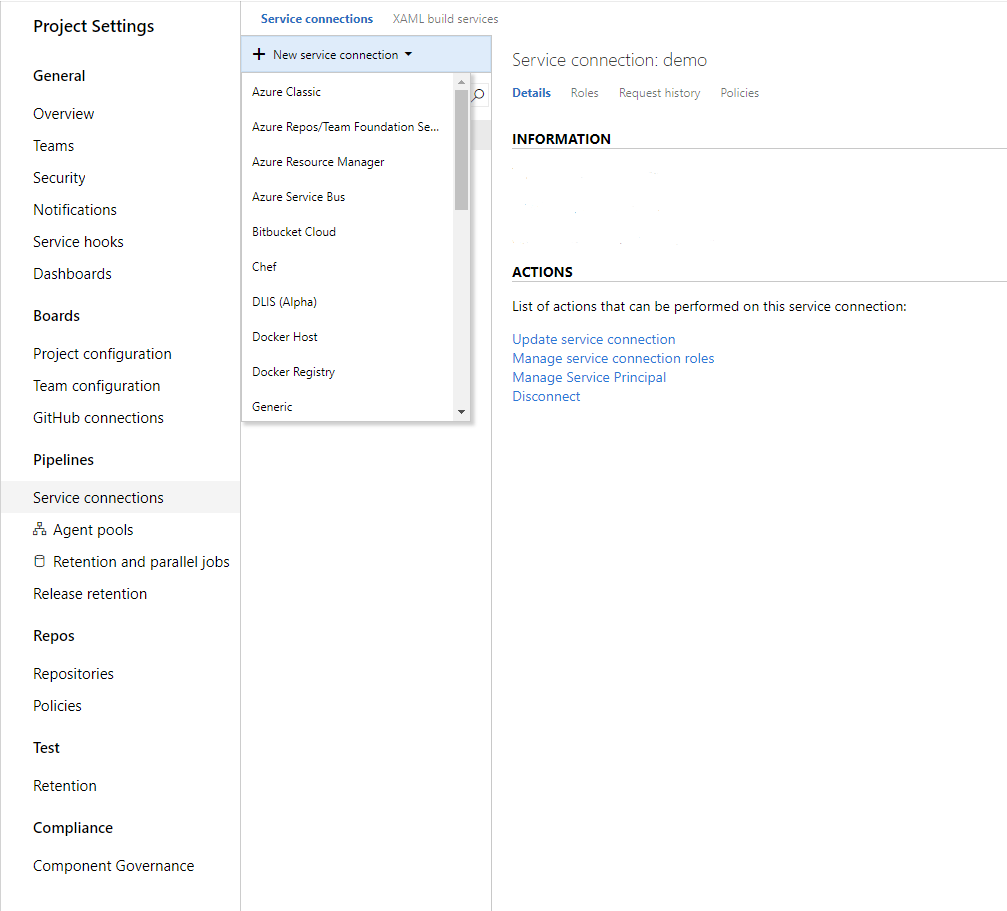 Project Settings
General
Overview
Teams
Security
Notifications
Service hooks
Dashboards
Boards
Project configuration
Team configuration
GitHub connections
Pipelines
Service connections
Agent pools
Retention and parallel jobs
Release retention
Repos
Repositories
Policies
Test
Retention
Compliance
Component Governance
Service connections XAML build services
New service connection
Azure Classic
Azure Repos/Team Foundation Se...
Azure Resource Manager
Azure Service Bus
Bitbucket Cloud
Chef
DLIS (Alpha)
Docker Host
Docker Registry
Generic
Service connection: demo
Details Roles Request history Policies
INFORMATION
ACTIONS
List of actions that can be performed on this service connection:
Update service connection
Manage service connection roles
Manage Service Principal
Disconnect